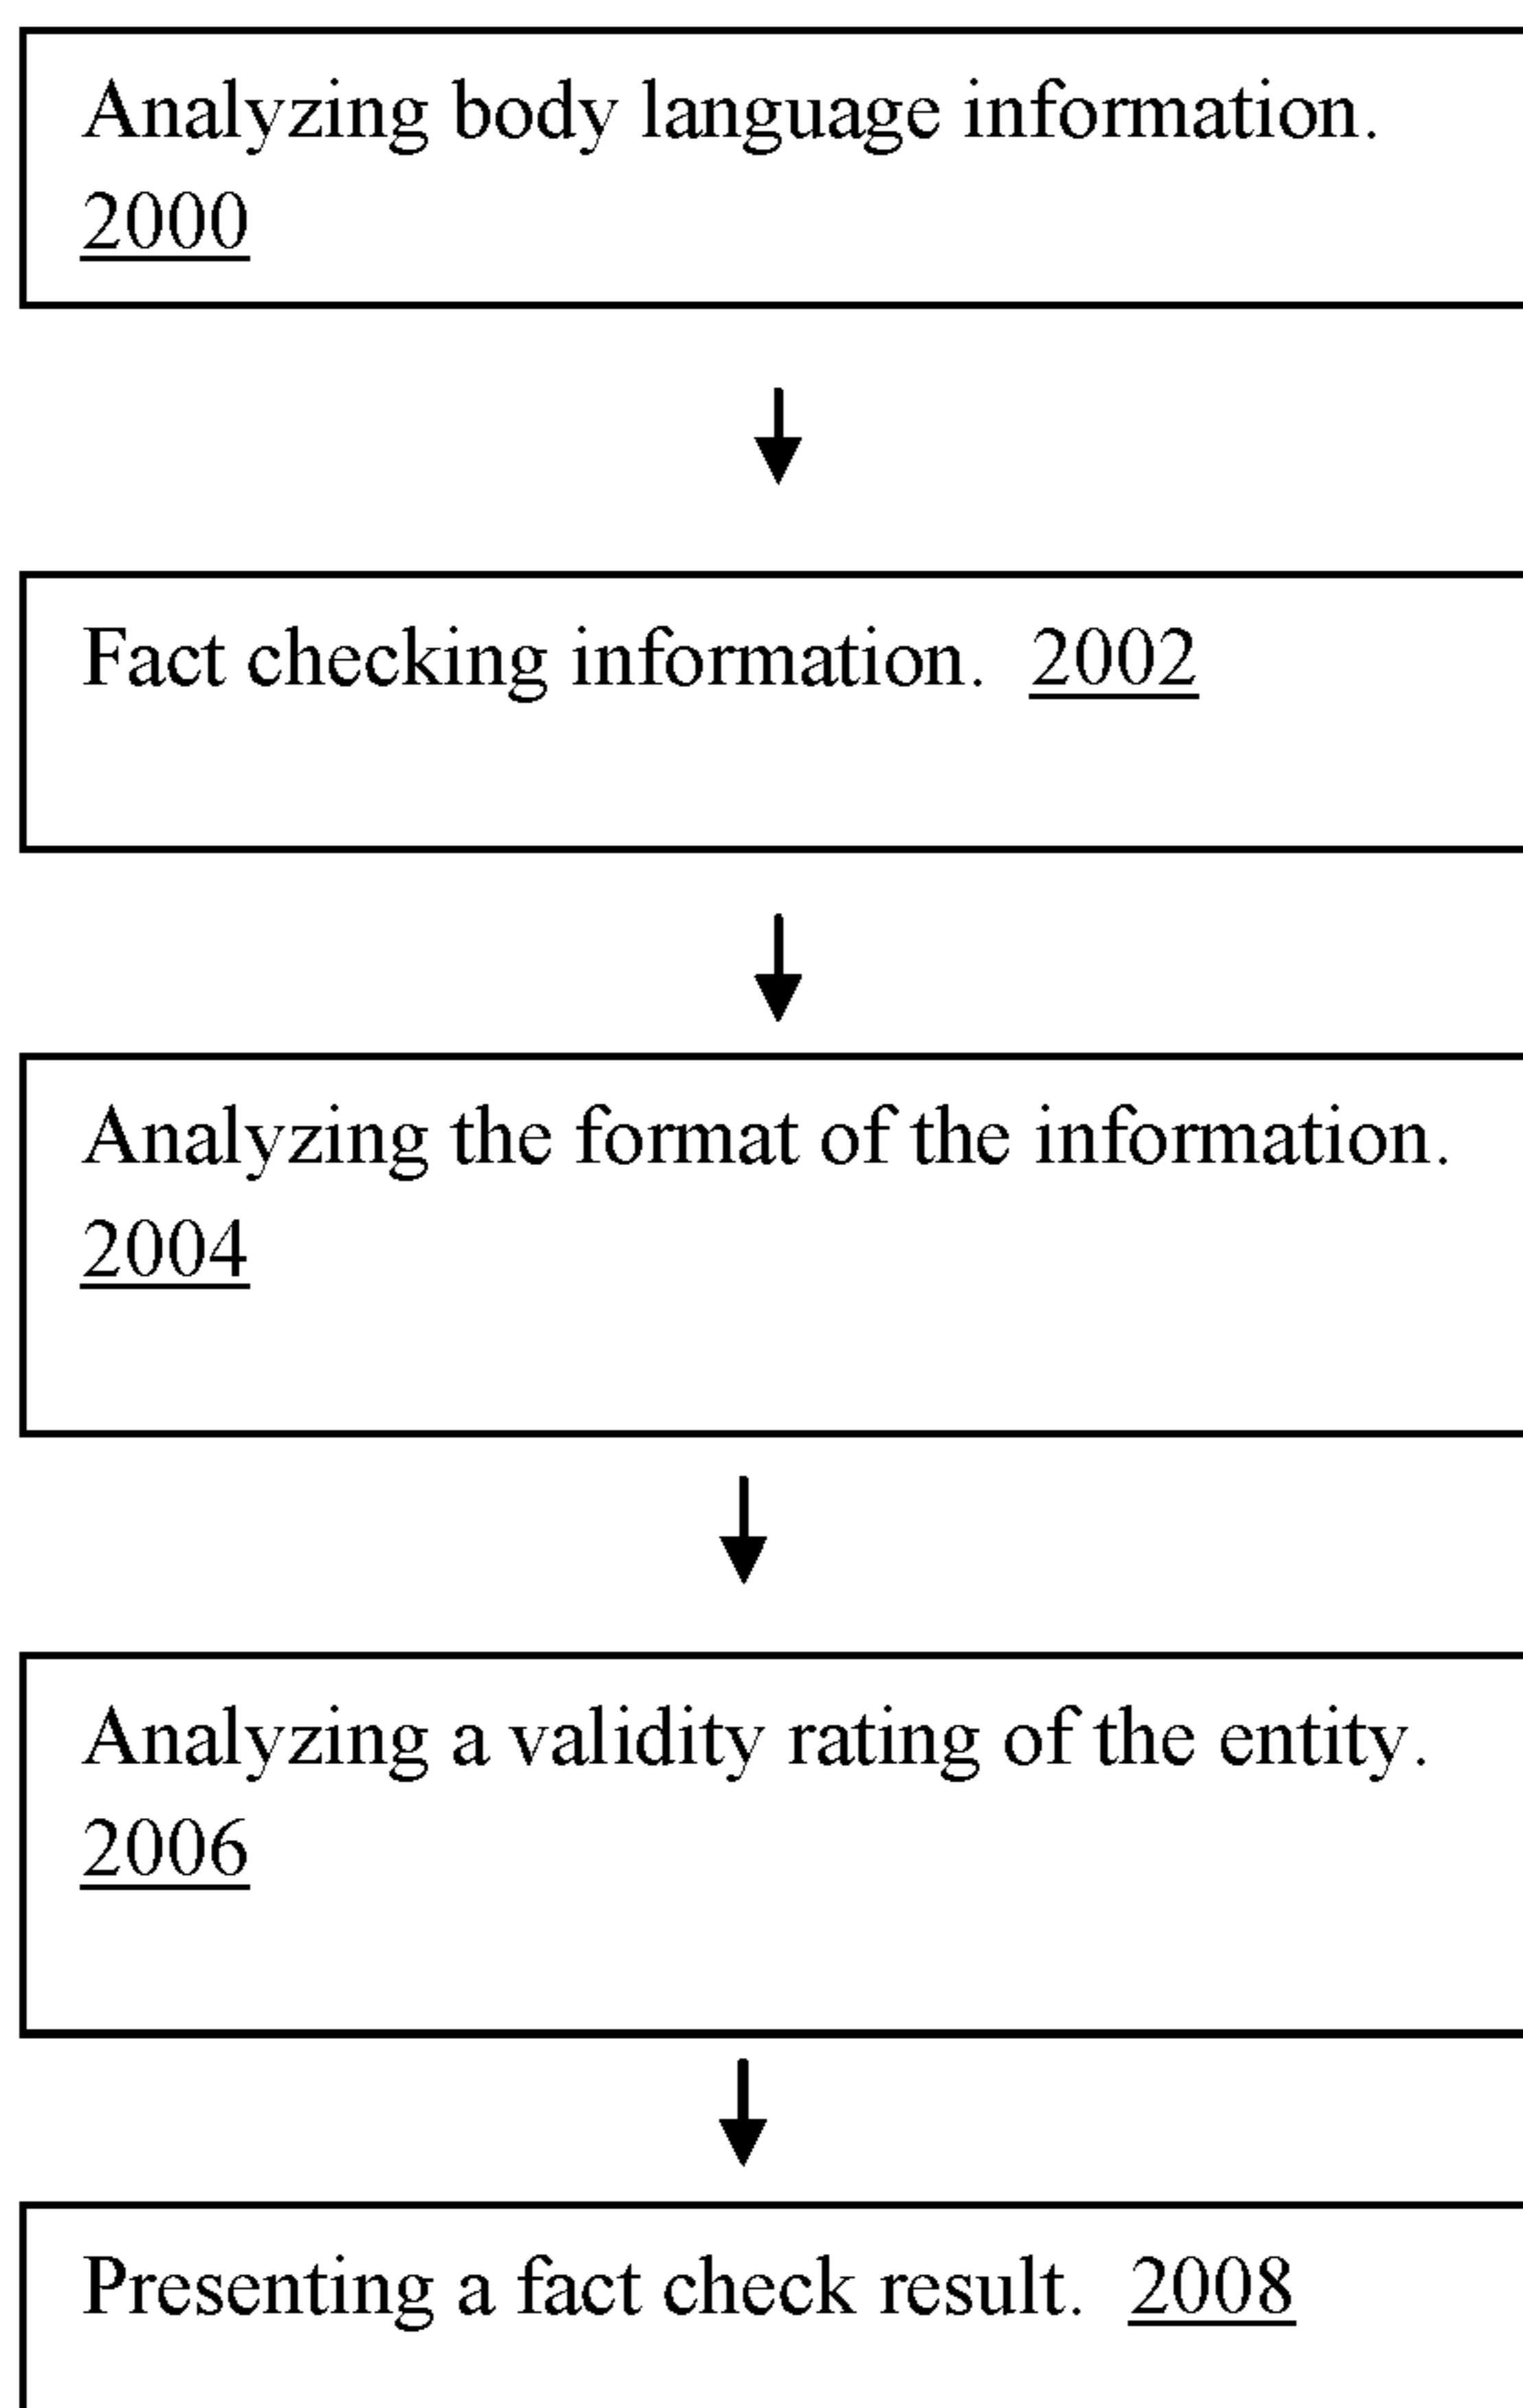 Analyzing body language information.
2000
Fact checking information. 2002
Analyzing the format of the information.
2004
Analyzing a validity rating of the entity.
2006
Presenting a fact check result. 2008